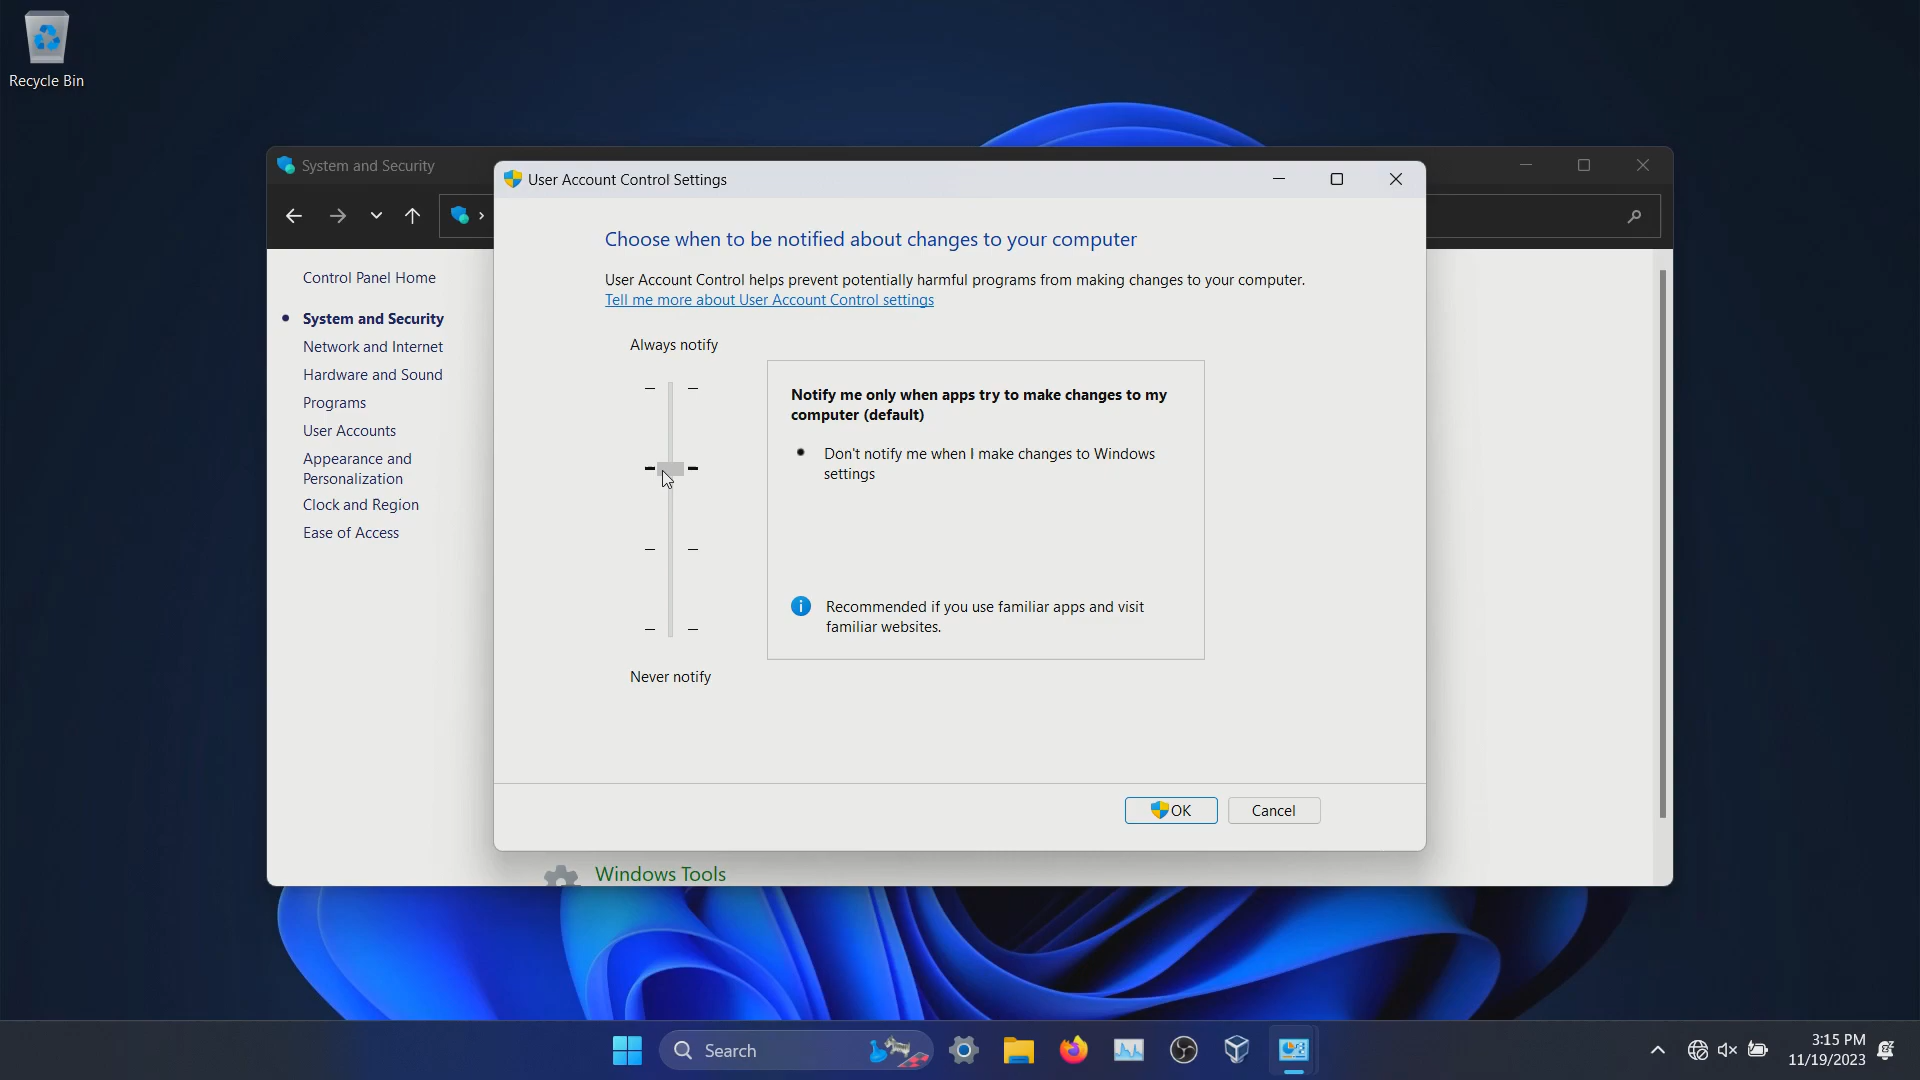 Recycle Bin
System and Security
User Account Control Settings
Control Panel Home
System and Security
Network and Internet
Hardware and Sound
Programs
User Accounts
Appearance and
Personalization
Clock and Region
Ease of Access
Choose when to be notified about changes to your computer
User Account Control helps prevent potentially harmful programs from making changes to your computer.
Tell me more about User Account Control settings
Always notify
Notify me only when apps try to make changes to my
computer (default)
Don't notify me when I make changes to Windows
settings
Recommended if you use familiar apps and visit
familiar websites.
Never notify
OK
Cancel
Windows Tools
Search
3:15 PM
11/19/2023